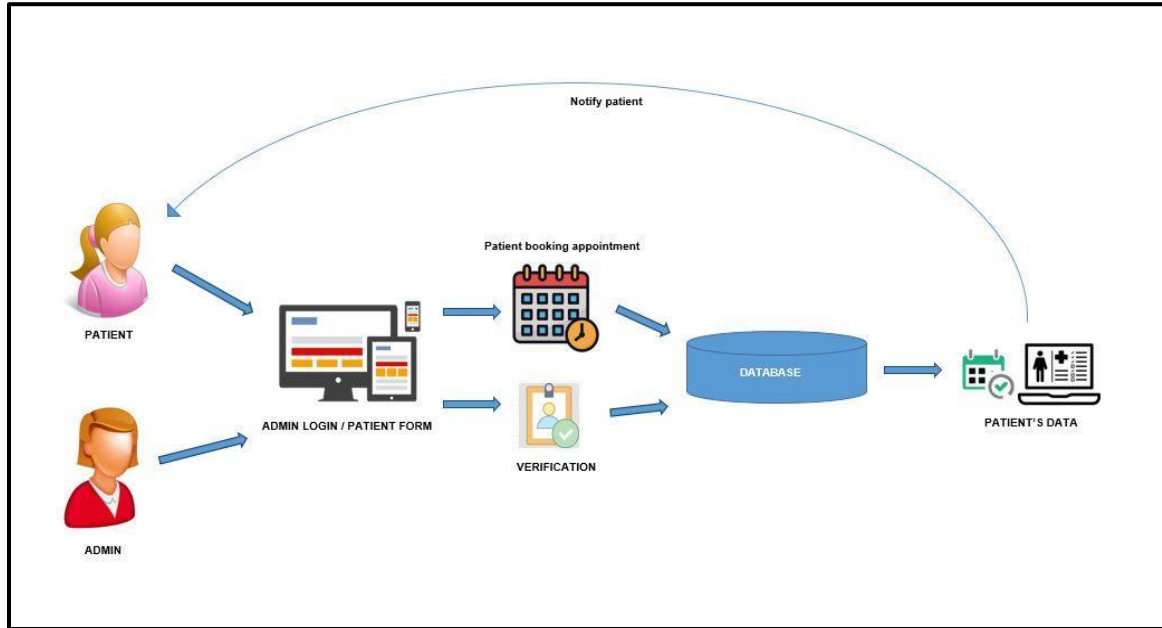 Notify patient
Patient booking appointment
PATIENT
ADMIN LOGIN / PATIENT FORM
DATABASE
PATIENT'S DATA
VERIFICATION
ADMIN